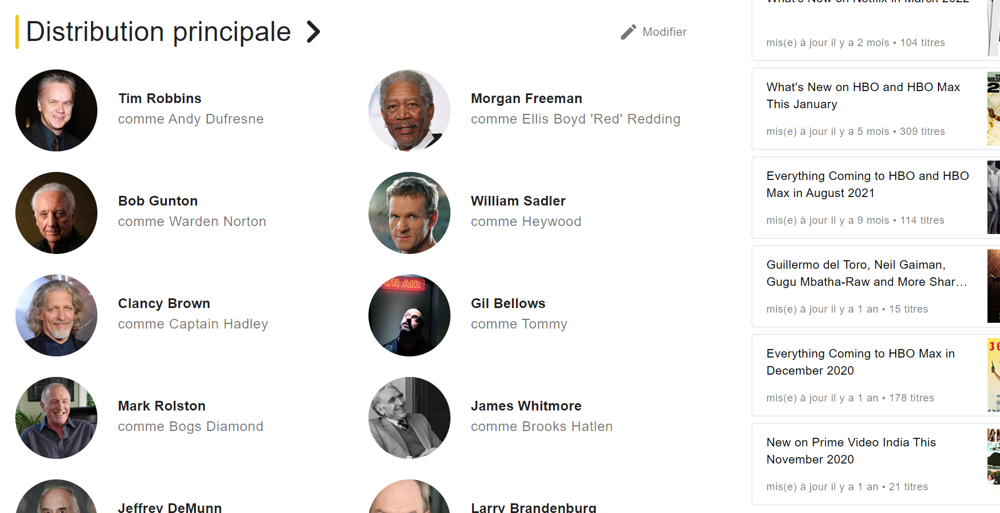 Distribution principale
Modifier
Tim Robbins
comme Andy Dufresne
Morgan Freeman
comme Ellis Boyd 'Red' Redding
Bob Gunton
comme Warden Norton
William Sadler
comme Heywood
Clancy Brown
comme Captain Hadley
ON AIR
Gil Bellows
comme Tommy
Mark Rolston
comme Bogs Diamond
James Whitmore
comme Brooks Hatlen
Jeffrey DeMunn
Larry Brandenburg
What's New on Netflix in March 2022
mis(e) à jour il y a 2 mois • 104 titres
What's New on HBO and HBO Max
This January
mis(e) à jour il y a 5 mois • 309 titres
Everything Coming to HBO and HBO
Max in August 2021
mis(e) à jour il y a 9 mois • 114 titres
Guillermo del Toro, Neil Gaiman,
Gugu Mbatha-Raw and More Shar…
mis(e) à jour il y a 1 an • 15 titres
Everything Coming to HBO Max in
December 2020
mis(e) à jour il y a 1 an • 178 titres
New on Prime Video India This
November 2020
mis(e) à jour il y a 1 an • 21 titres